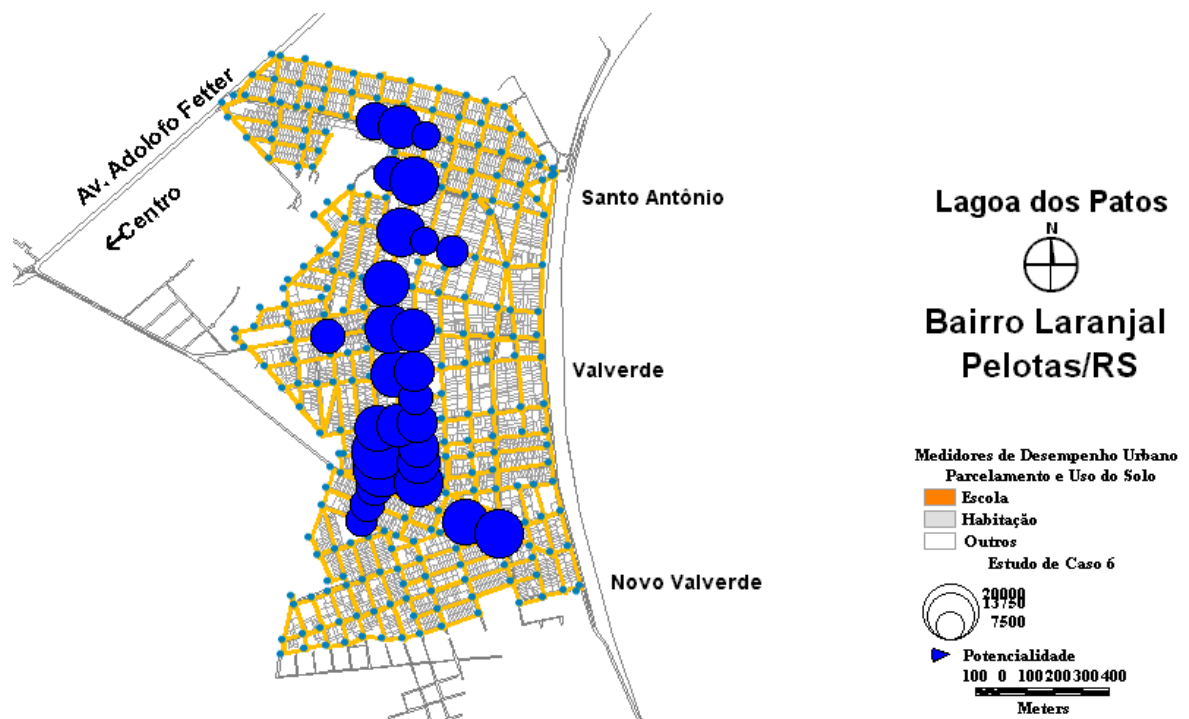 Av. Adolofo Fetter
←Centro
Santo Antônio
Valverde
Novo Valverde
Lagoa dos Patos
N
Bairro Laranjal
Pelotas/RS
Medidores de Desempenho Urbano
Parcelamento e Uso do Solo
Escola
Habitação
Outros
Estudo de Caso 6
20000
13750
7500
Potencialidade
100 0 100 200 300 400
Meters